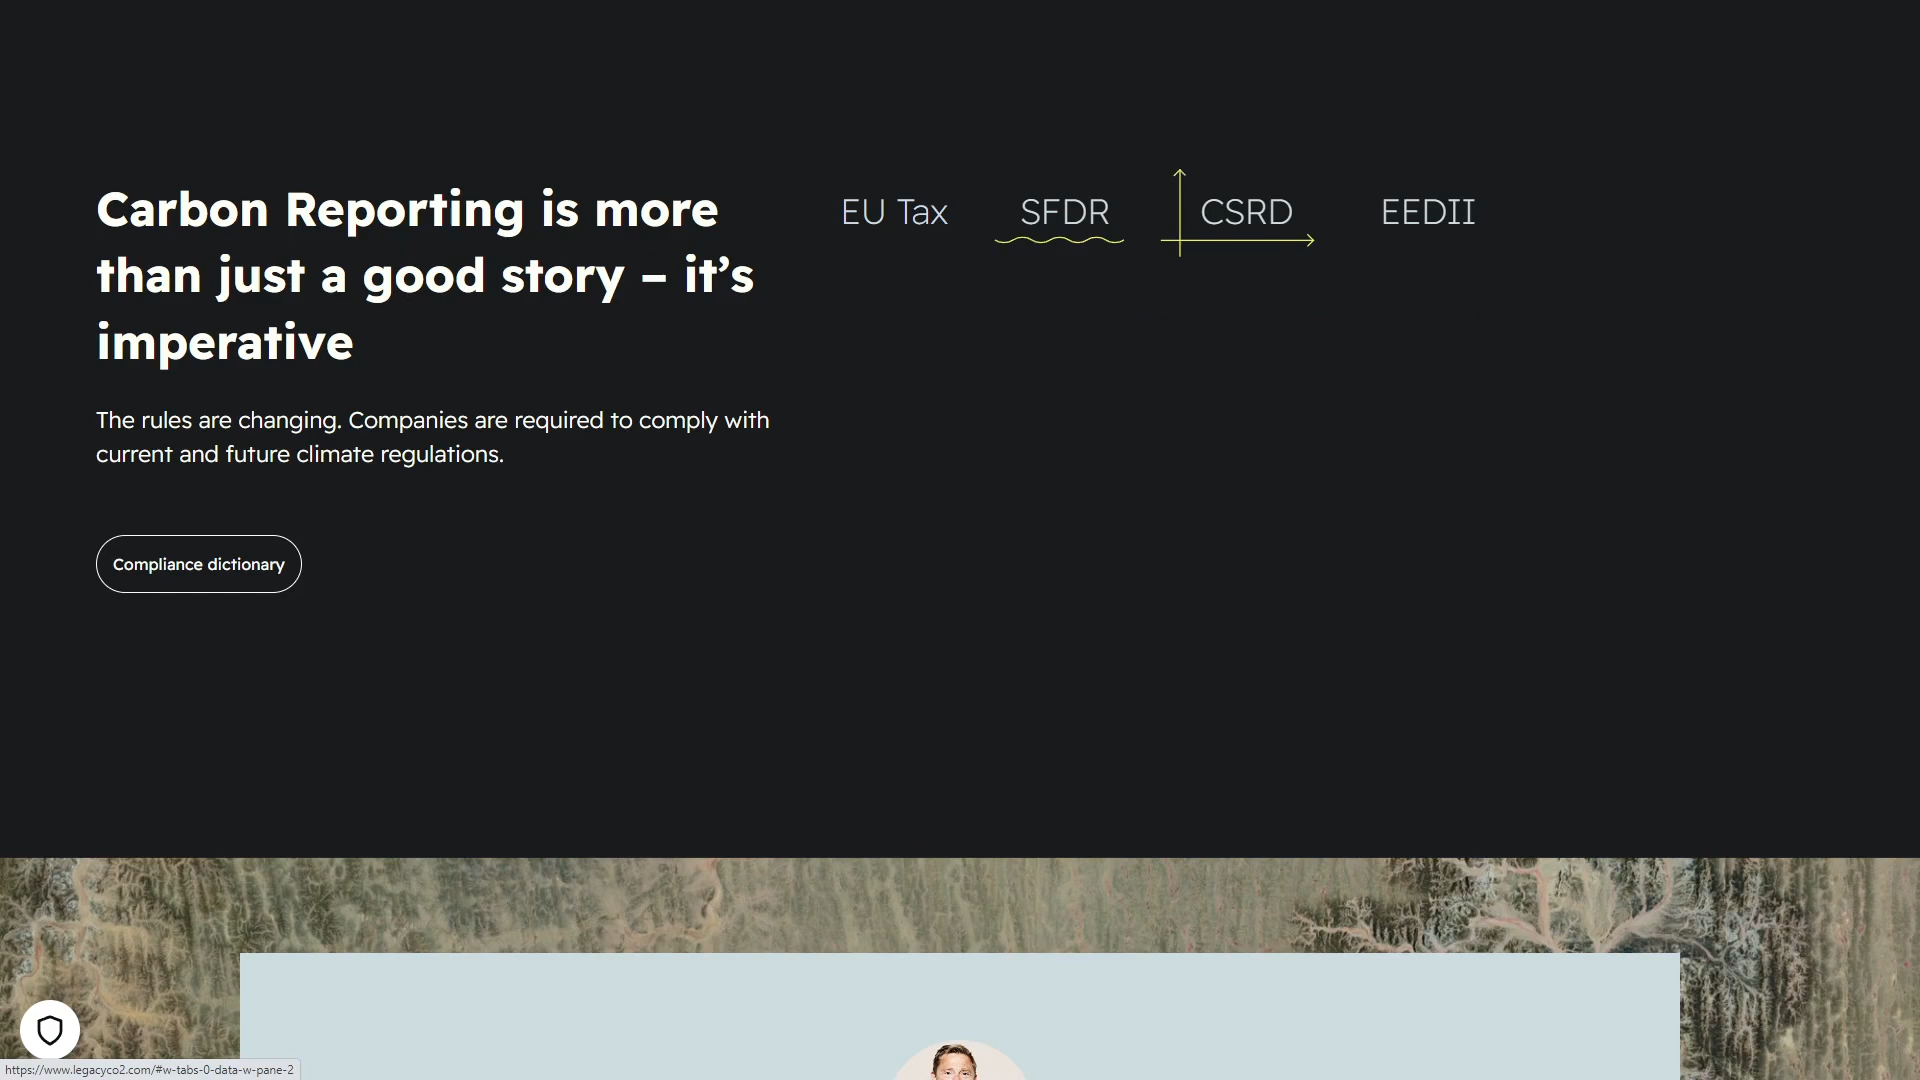 Carbon Reporting is more
than just a good story – it’s
imperative
The rules are changing. Companies are required to comply with
current and future climate regulations.
Compliance dictionary
EU Tax
SFDR
CSRD
EEDII
https://www.legacyco2.com/#w-tabs-0-data-w-pane-2